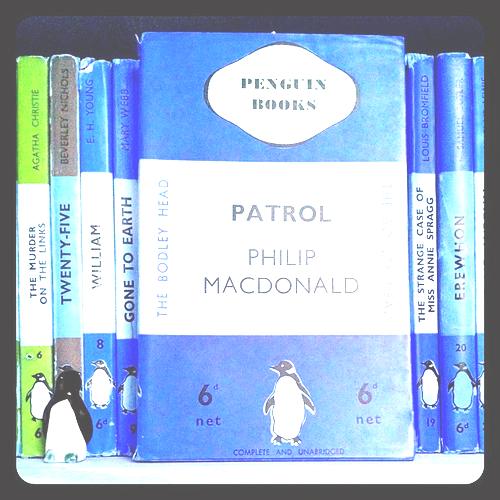 AGATHA CHRISTIE
THE MURDER
ON THE LINKS
6
6
BEVERLEY NICHOLS
TWENTY-FIVE
E. H. YOUNG
WILLIAM
8
MARY WEBB
GONE TO EARTH
PENGUIN
BOOKS
THE BODLEY HEAD
PATROL
PHILIP
MACDONALD
6d
net
6d
net
COMPLETE AND UNABRIDGED
LOUIS BROMFIELD
THE STRANGE CASE OF
MISS ANNIE SPRAGG
19
EREWHON
20
6d